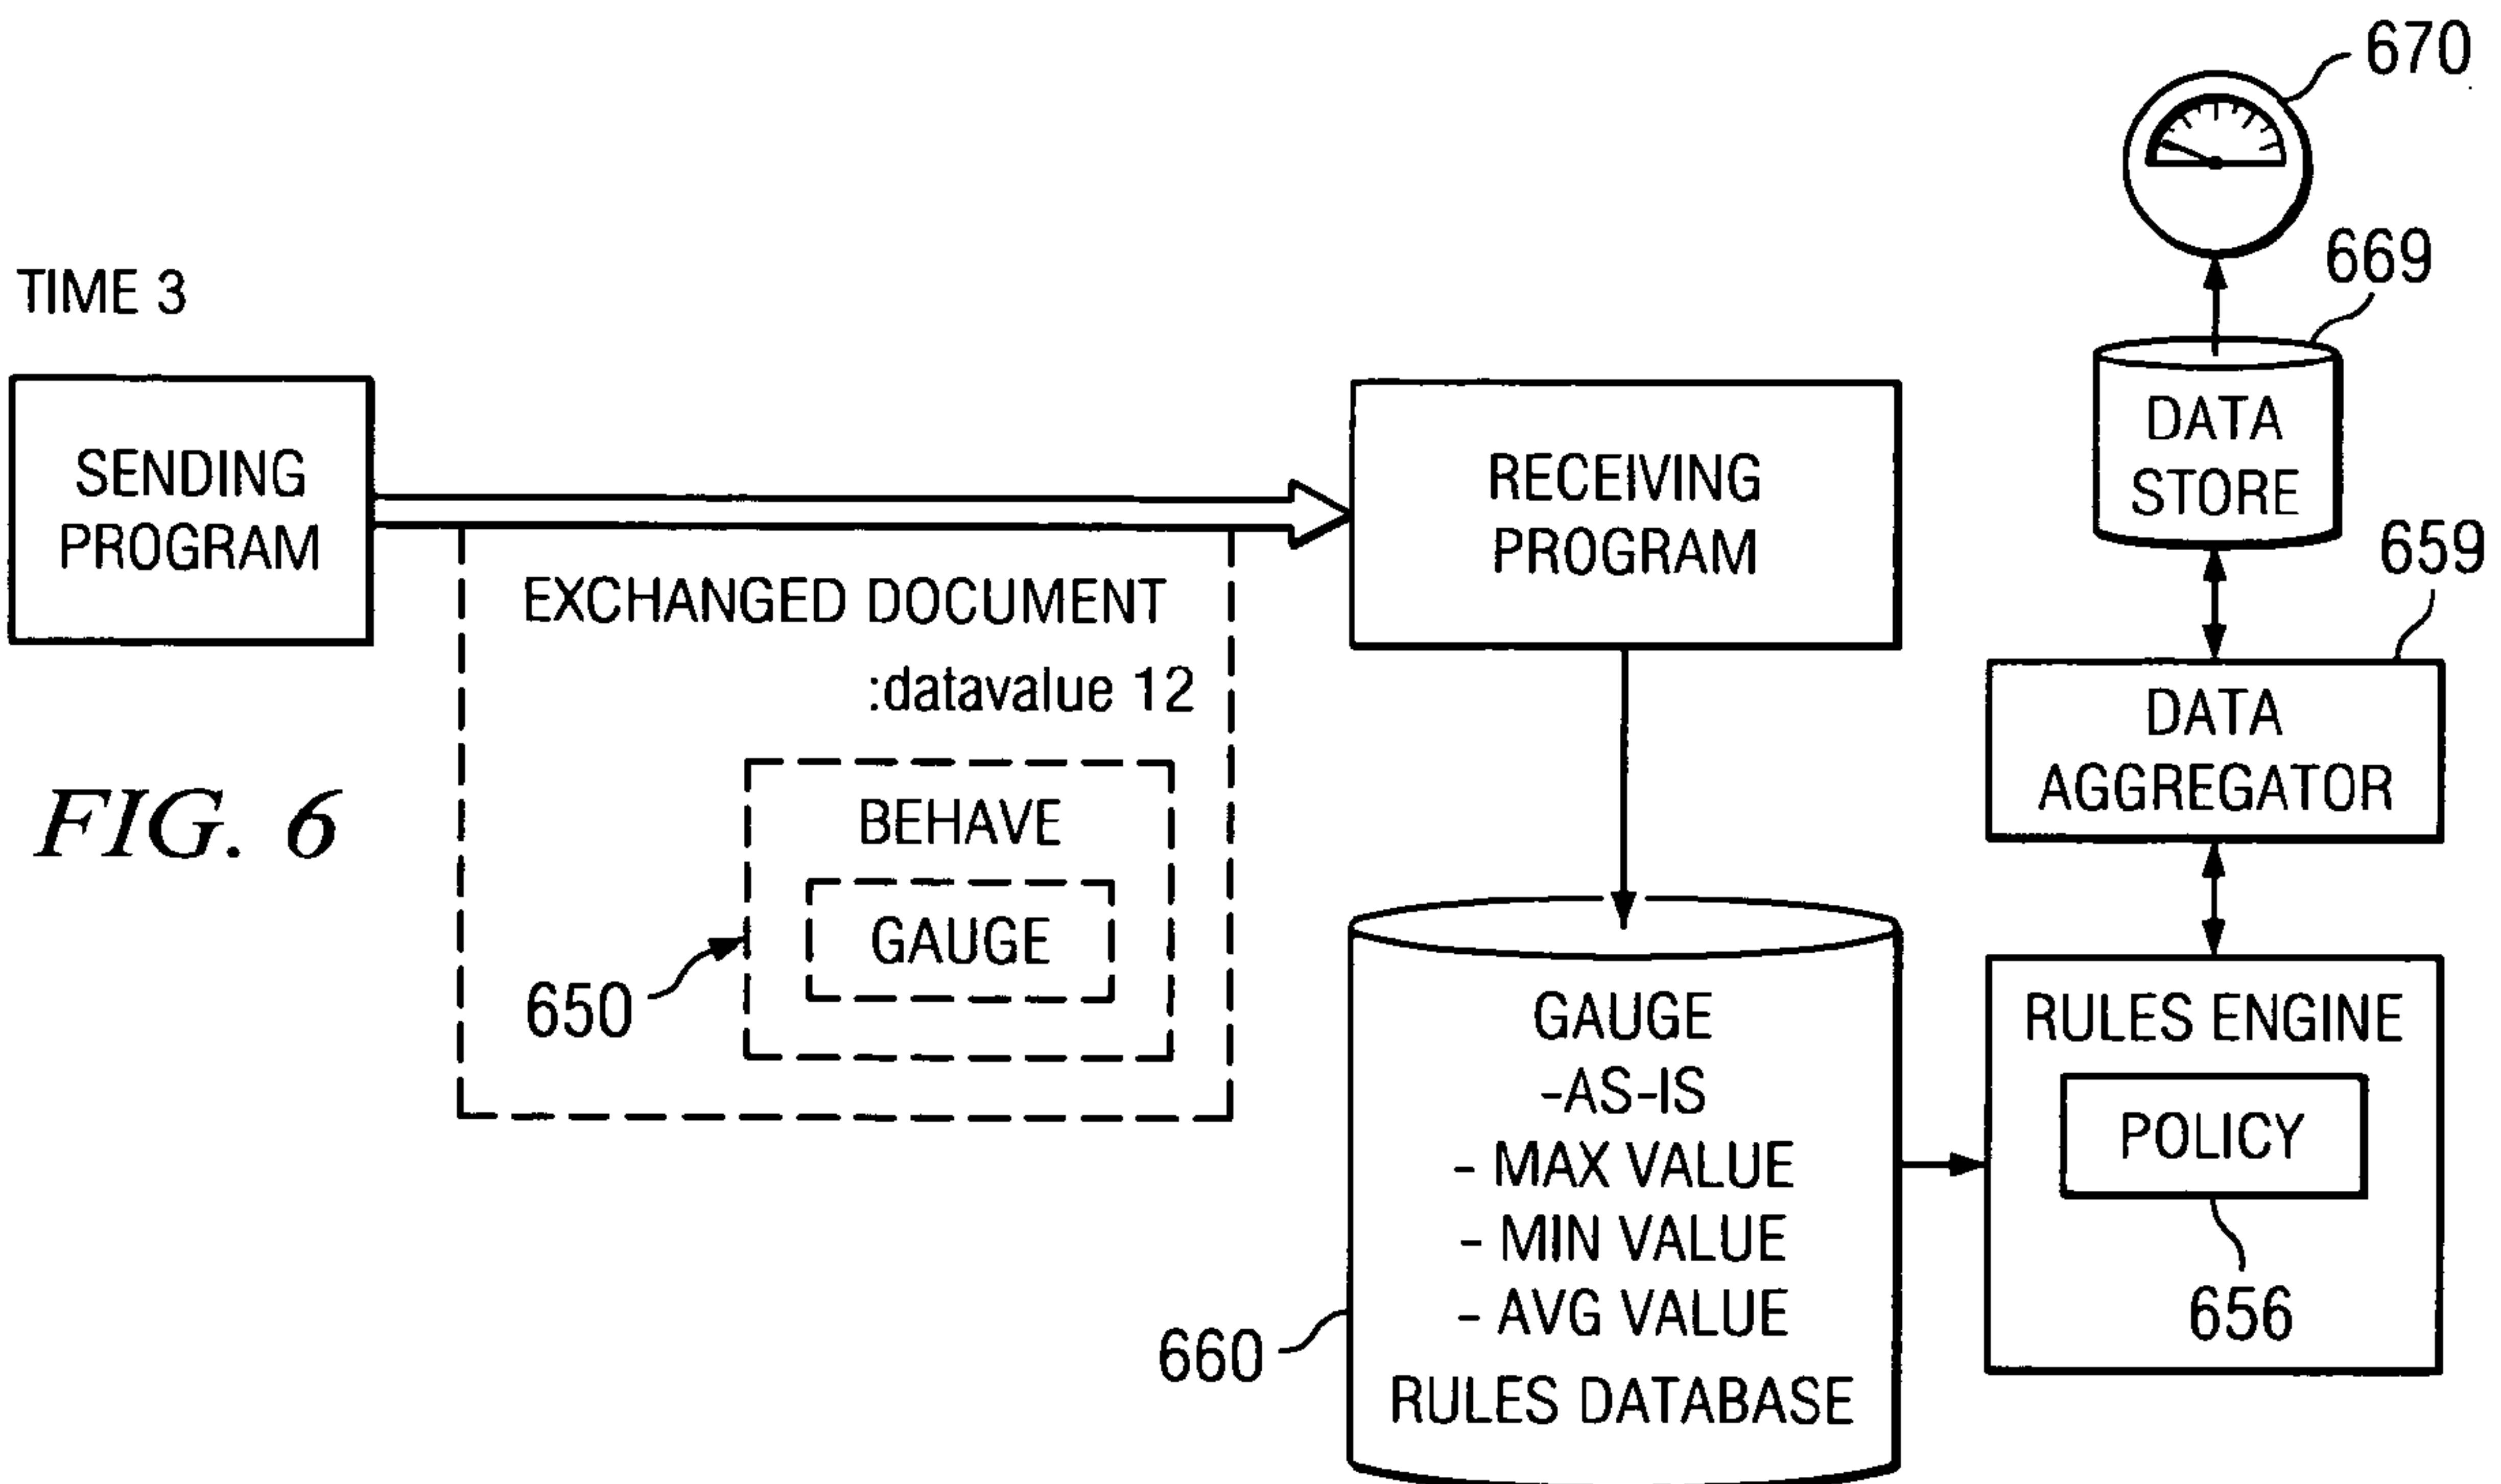 670
669
TIME 3
SENDING
PROGRAM
RECEIVING
PROGRAM
DATA
STORE
659
EXCHANGED DOCUMENT
:datavalue 12
DATA
AGGREGATOR
FIG. 6
BEHAVE
GAUGE
650
GAUGE
-AS-IS
- MAX VALUE
- MIN VALUE
- AVG VALUE
RULES DATABASE
660
RULES ENGINE
POLICY
656